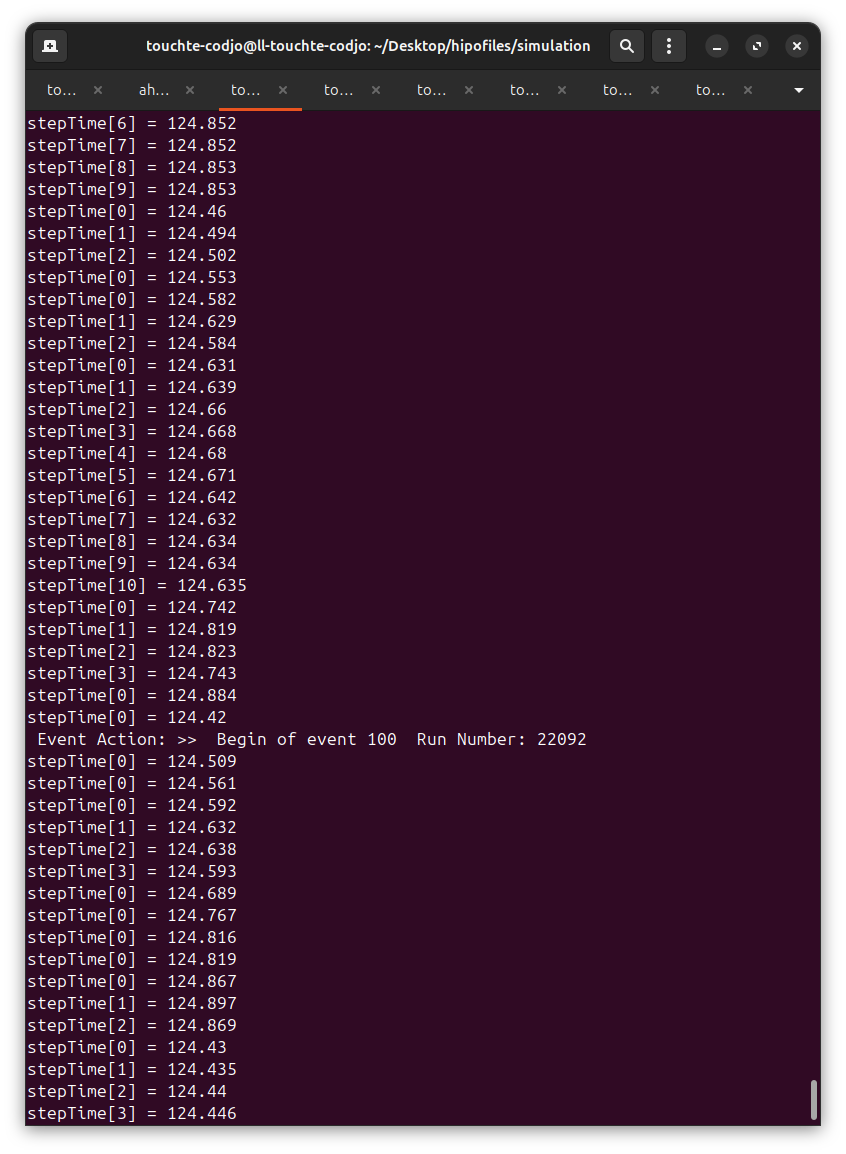 touchte-codjo@ll-touchte-codjo: ~/Desktop/hipofiles/simulation
to... ah... to... to... to... to... to... to...
stepTime[6] = 124.852
stepTime[7] = 124.852
stepTime[8] = 124.853
stepTime[9] = 124.853
stepTime[0] = 124.46
stepTime[1] = 124.494
stepTime[2] = 124.502
stepTime[0] = 124.553
stepTime[0] = 124.582
stepTime[1] = 124.629
stepTime[2] = 124.584
stepTime[0] = 124.631
stepTime[1] = 124.639
stepTime[2] = 124.66
stepTime[3] = 124.668
stepTime[4] = 124.68
stepTime[5] = 124.671
stepTime[6] = 124.642
stepTime[7] = 124.632
stepTime[8] = 124.634
stepTime[9] = 124.634
stepTime[10] = 124.635
stepTime[0] = 124.742
stepTime[1] = 124.819
stepTime[2] = 124.823
stepTime[3] = 124.743
stepTime[0] = 124.884
stepTime[0] = 124.42
Event Action: >>  Begin of event 100  Run Number: 22092
stepTime[0] = 124.509
stepTime[0] = 124.561
stepTime[0] = 124.592
stepTime[1] = 124.632
stepTime[2] = 124.638
stepTime[3] = 124.593
stepTime[0] = 124.689
stepTime[0] = 124.767
stepTime[0] = 124.816
stepTime[0] = 124.819
stepTime[0] = 124.867
stepTime[1] = 124.897
stepTime[2] = 124.869
stepTime[0] = 124.43
stepTime[1] = 124.435
stepTime[2] = 124.44
stepTime[3] = 124.446